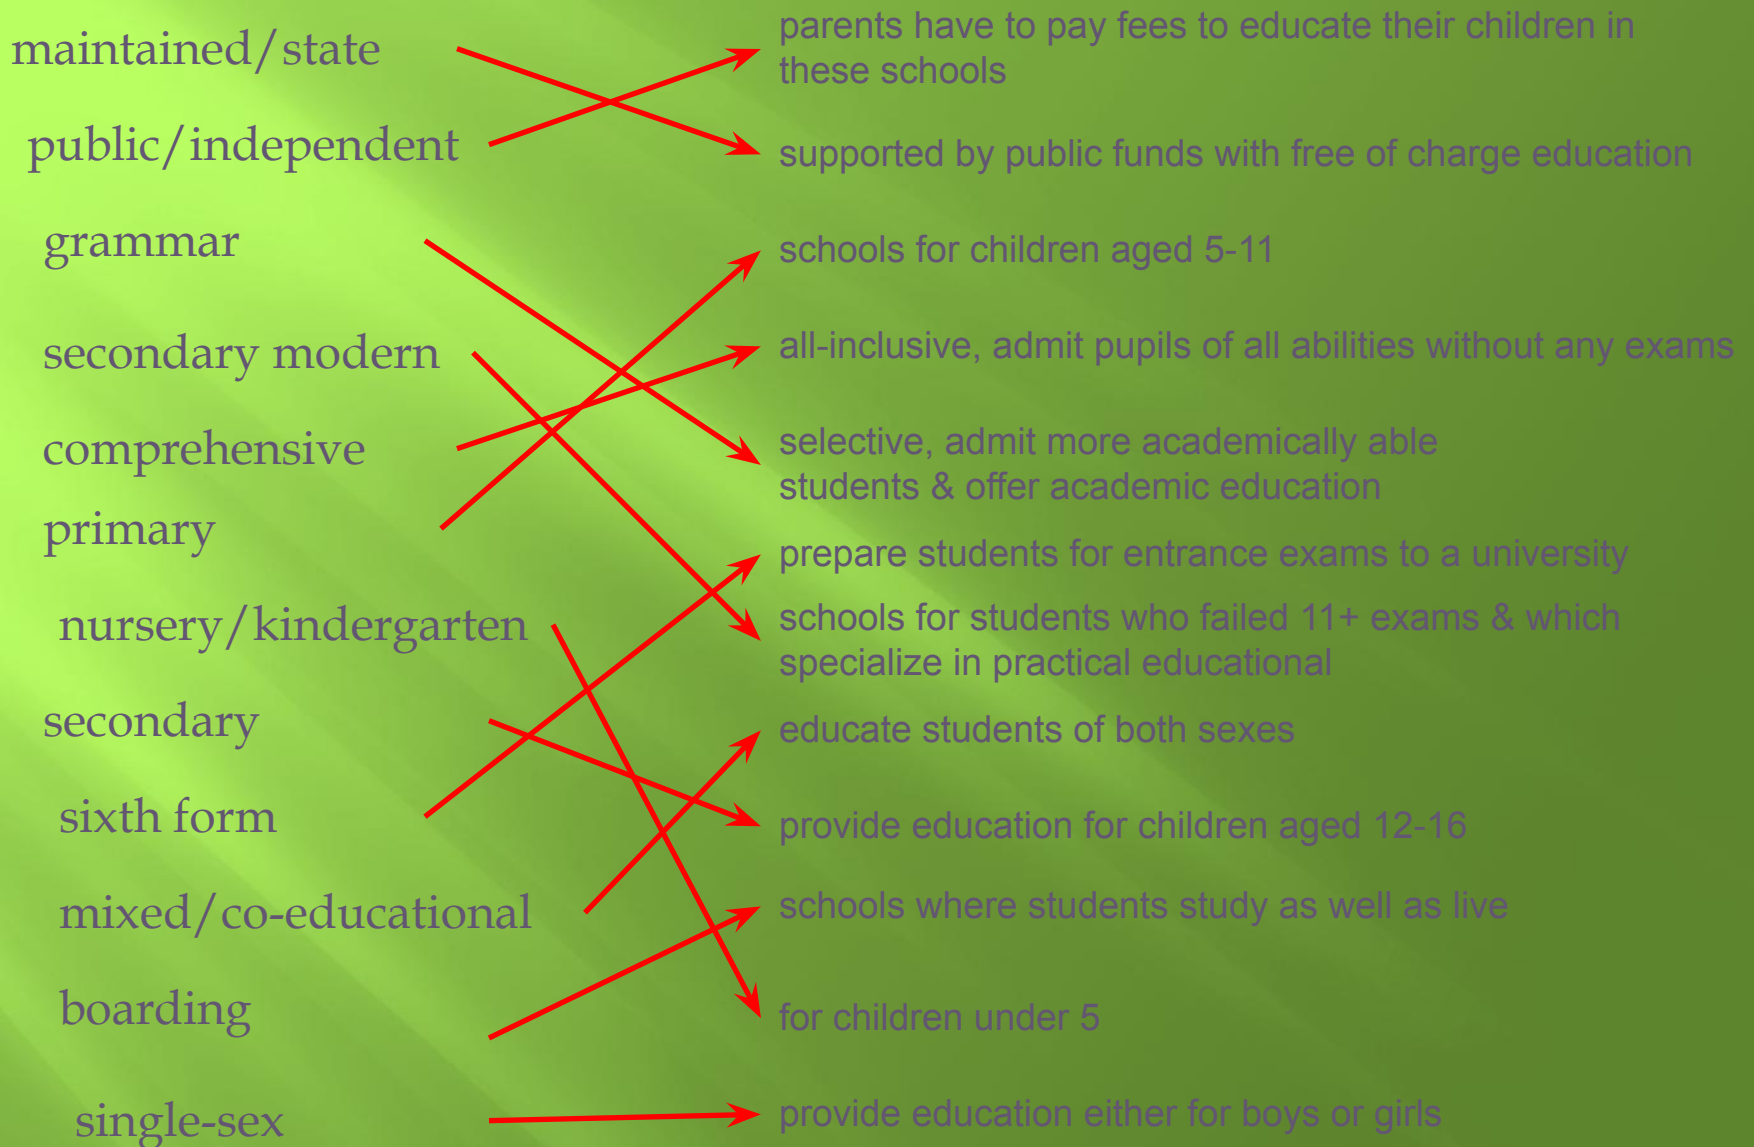 maintained/state
public/independent
grammar
secondary modern
comprehensive
primary
nursery/kindergarten
secondary
sixth form
mixed/co-educational
boarding
single-sex
parents have to pay fees to educate their children in
these schools
supported by public funds with free of charge education
schools for children aged 5-11
all-inclusive, admit pupils of all abilities without any exams
selective, admit more academically able
students & offer academic education
prepare students for entrance exams to a university
schools for students who failed 11+ exams & which
specialize in practical educational
educate students of both sexes
provide education for children aged 12-16
schools where students study as well as live
for children under 5
provide education either for boys or girls